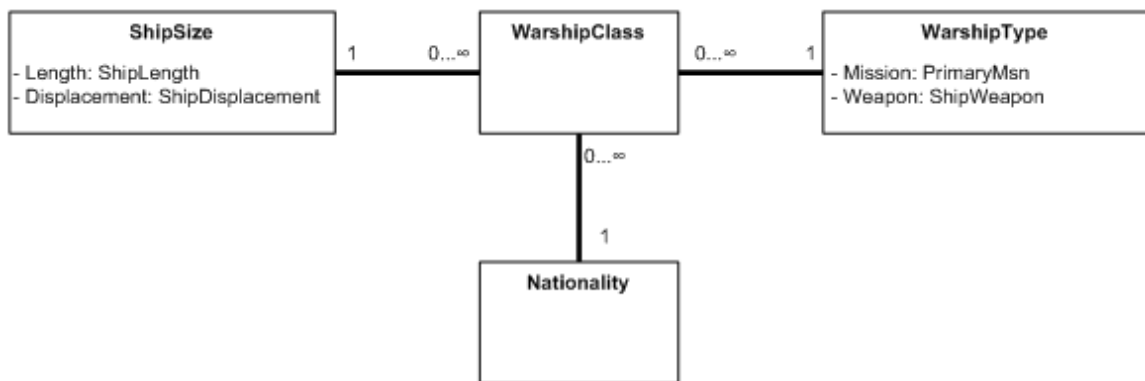 ShipSize
- Length: ShipLength
- Displacement: ShipDisplacement
1
0...∞
WarshipClass
0...∞
1
WarshipType
- Mission: PrimaryMsn
- Weapon: ShipWeapon
0...∞
1
Nationality